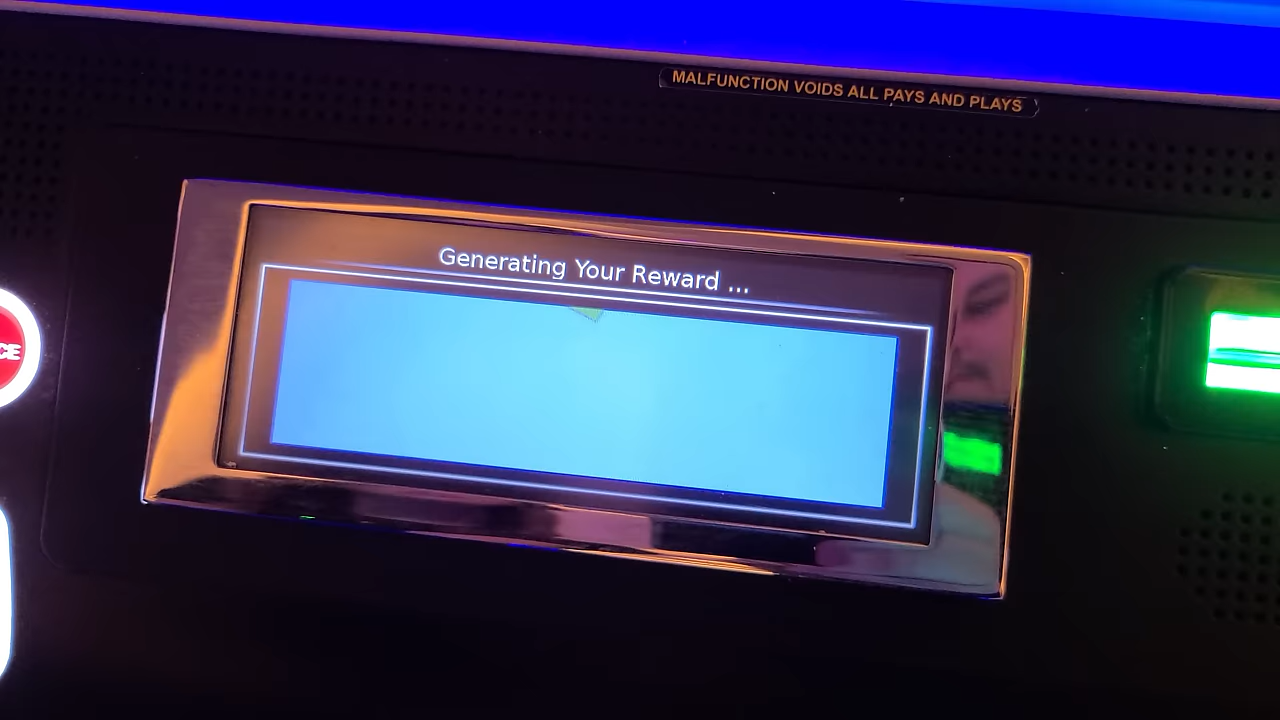 MALFUNCTION VOIDS ALL PAYS AND PLAYS
Generating Your Reward ...